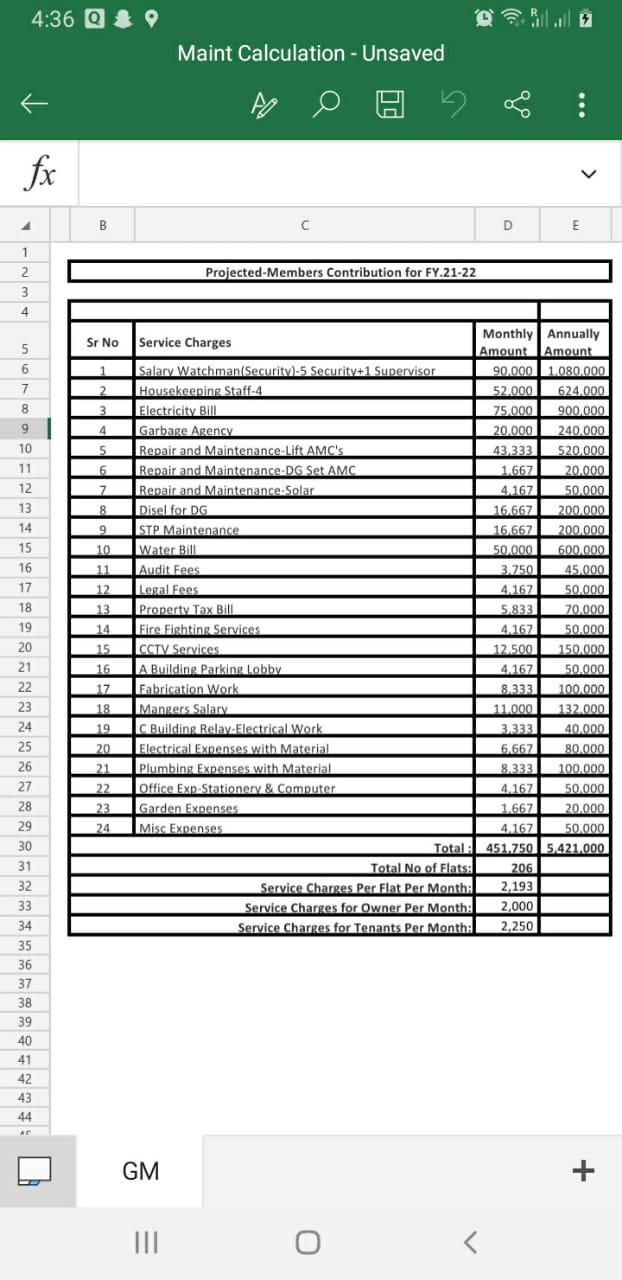 4:36
Maint Calculation - Unsaved
fx
B C D E
1
2 Projected-Members Contribution for FY.21-22
3
4
5 Sr No Service Charges Monthly Amount Annually Amount
6 1 Salary Watchman(Security)-5 Security+1 Supervisor 90,000 1,080,000
7 2 Housekeeping Staff-4 52,000 624,000
8 3 Electricity Bill 75,000 900,000
9 4 Garbage Agency 20,000 240,000
10 5 Repair and Maintenance-Lift AMC's 43,333 520,000
11 6 Repair and Maintenance-DG Set AMC 1,667 20,000
12 7 Repair and Maintenance-Solar 4,167 50,000
13 8 Disel for DG 16,667 200,000
14 9 STP Maintenance 16,667 200,000
15 10 Water Bill 50,000 600,000
16 11 Audit Fees 3,750 45,000
17 12 Legal Fees 4,167 50,000
18 13 Property Tax Bill 5,833 70,000
19 14 Fire Fighting Services 4,167 50,000
20 15 CCTV Services 12,500 150,000
21 16 A Building Parking Lobby 4,167 50,000
22 17 Fabrication Work 8,333 100,000
23 18 Mangers Salary 11,000 132,000
24 19 C Building Relay-Electrical Work 3,333 40,000
25 20 Electrical Expenses with Material 6,667 80,000
26 21 Plumbing Expenses with Material 8,333 100,000
27 22 Office Exp-Stationery & Computer 4,167 50,000
28 23 Garden Expenses 1,667 20,000
29 24 Misc Expenses 4,167 50,000
30 Total : 451,750 5,421,000
31 Total No of Flats: 206
32 Service Charges Per Flat Per Month: 2,193
33 Service Charges for Owner Per Month: 2,000
34 Service Charges for Tenants Per Month: 2,250
35
36
37
38
39
40
41
42
43
44
45
GM